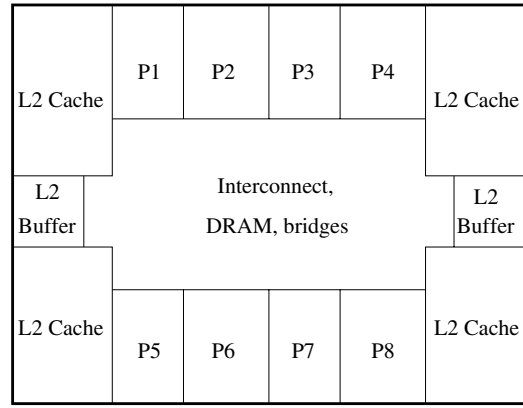 P1 P2 P3 P4
L2 Cache L2 Cache
L2
Buffer
Interconnect,
DRAM, bridges
L2
Buffer
L2 Cache L2 Cache
P5 P6 P7 P8